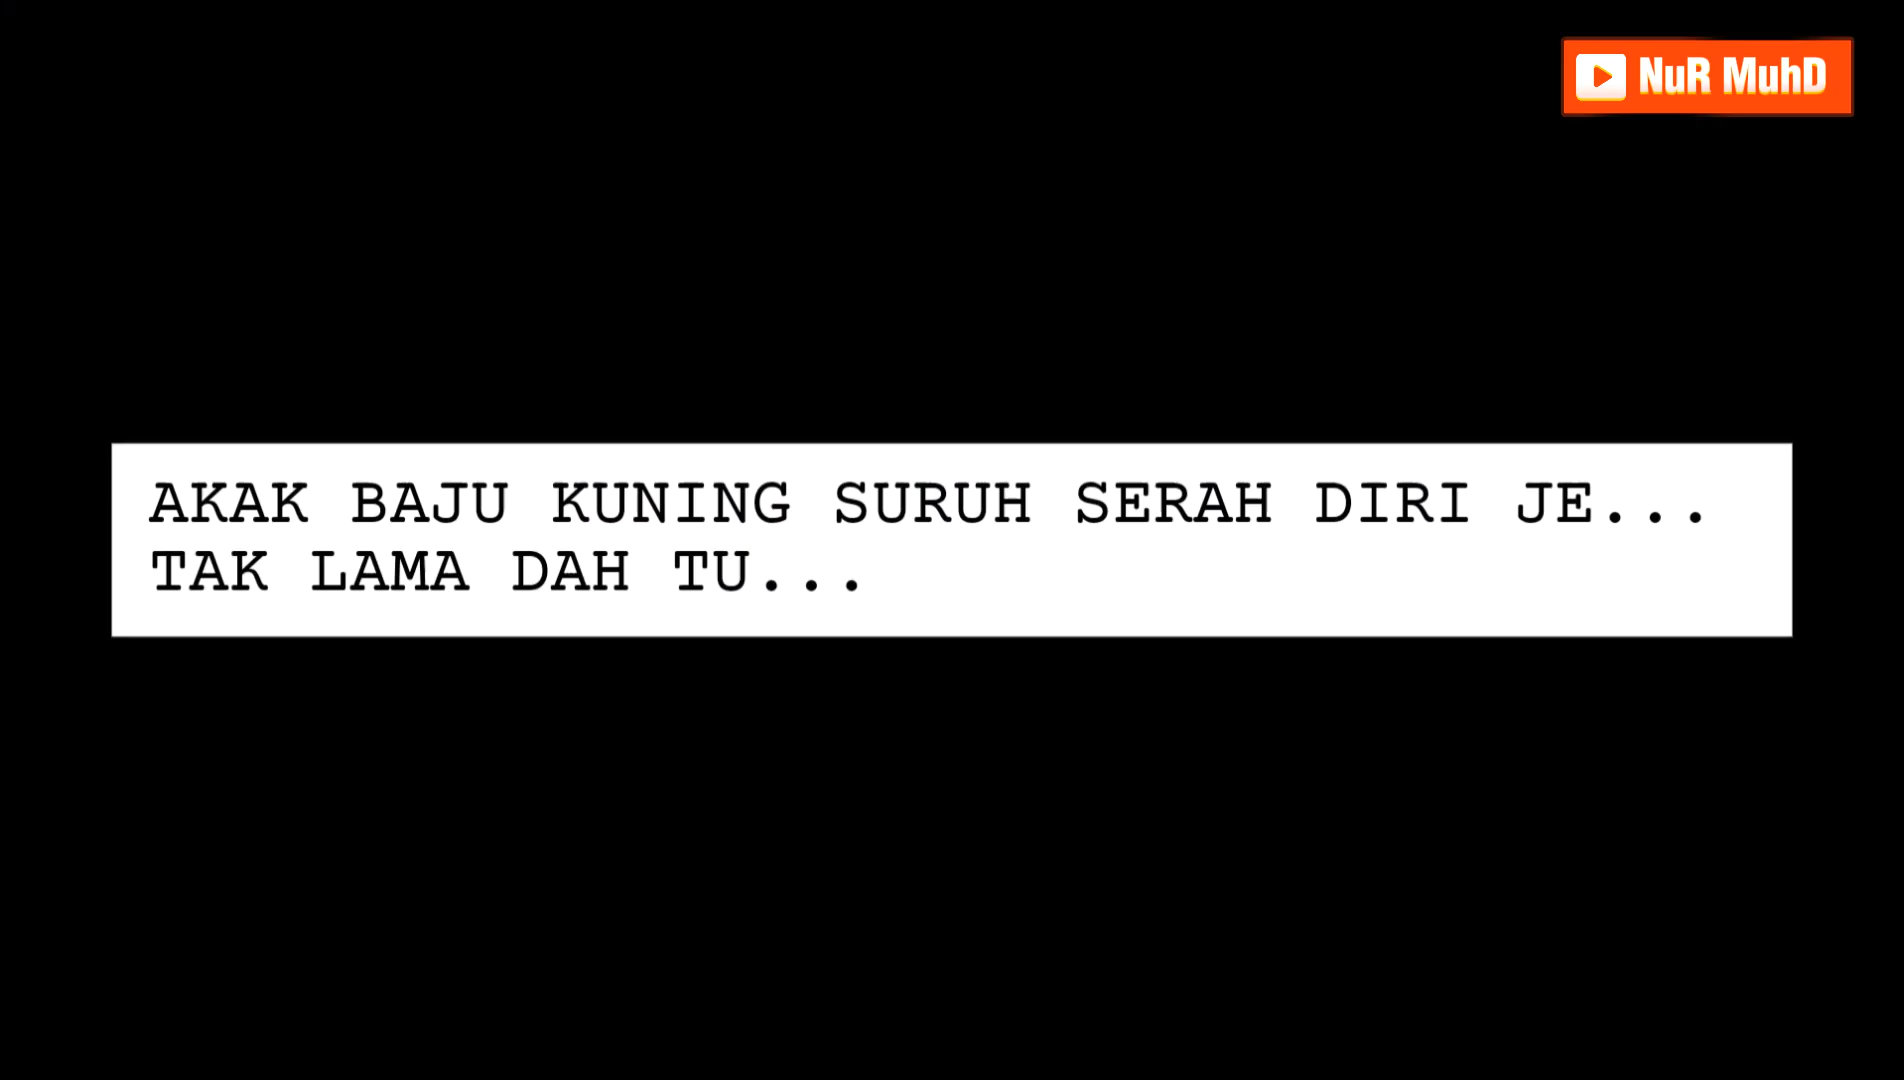 NuR MuhD
AKAK BAJU KUNING SURUH SERAH DIRI JE...
TAK LAMA DAH TU...